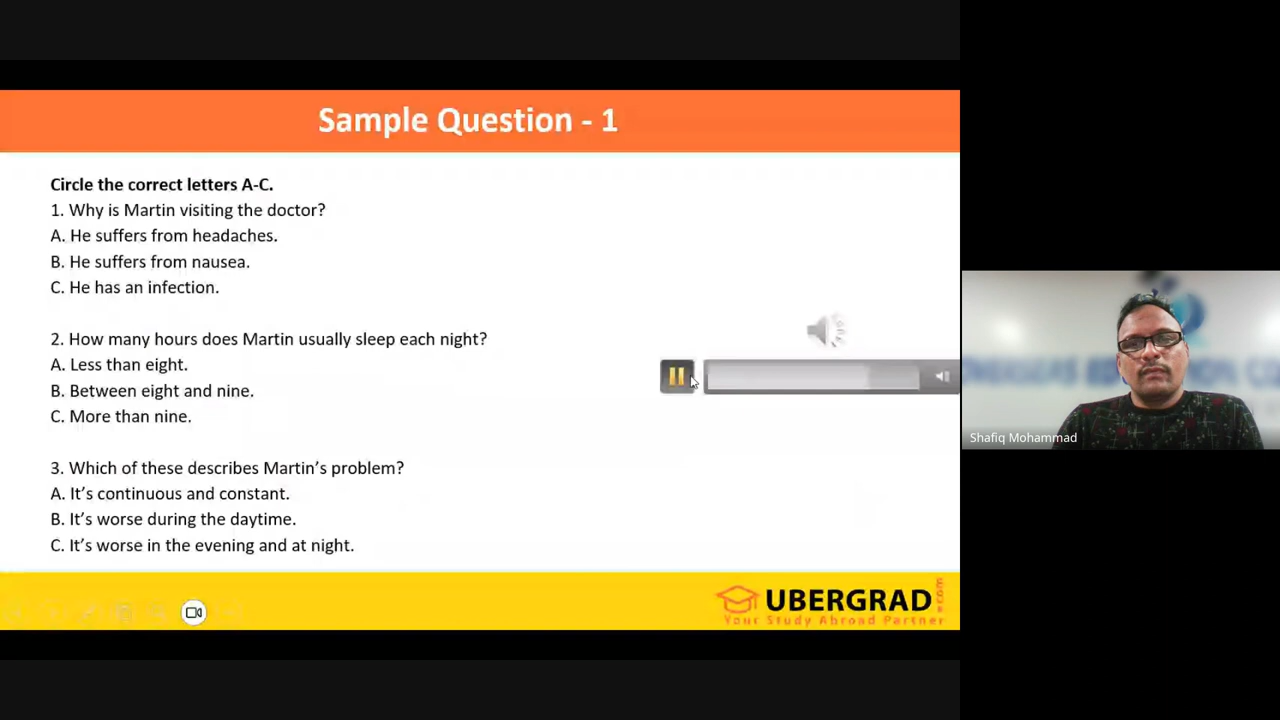 Sample Question - 1
Circle the correct letters A-C.
1. Why is Martin visiting the doctor?
A. He suffers from headaches.
B. He suffers from nausea.
C. He has an infection.
2. How many hours does Martin usually sleep each night?
A. Less than eight.
B. Between eight and nine.
C. More than nine.
3. Which of these describes Martin’s problem?
A. It’s continuous and constant.
B. It’s worse during the daytime.
C. It’s worse in the evening and at night.
UBERGRAD
.com
Your Study Abroad Partner
Shafiq Mohammad